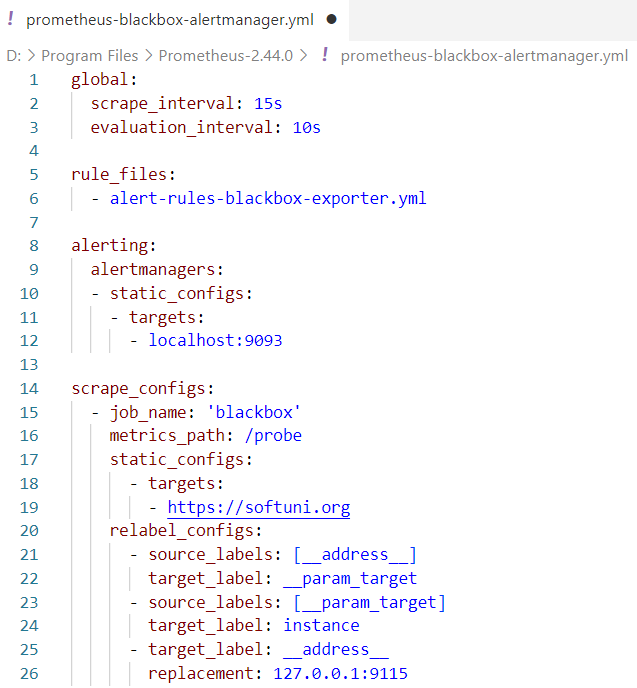 ! prometheus-blackbox-alertmanager.yml ●
D: > Program Files > Prometheus-2.44.0 > ! prometheus-blackbox-alertmanager.yml
1 global:
2   scrape_interval: 15s
3   evaluation_interval: 10s
4
5 rule_files:
6   - alert-rules-blackbox-exporter.yml
7
8 alerting:
9   alertmanagers:
10   - static_configs:
11     - targets:
12       - localhost:9093
13
14 scrape_configs:
15   - job_name: 'blackbox'
16     metrics_path: /probe
17     static_configs:
18       - targets:
19         - https://softuni.org
20     relabel_configs:
21       - source_labels: [__address__]
22         target_label: __param_target
23       - source_labels: [__param_target]
24         target_label: instance
25       - target_label: __address__
26         replacement: 127.0.0.1:9115